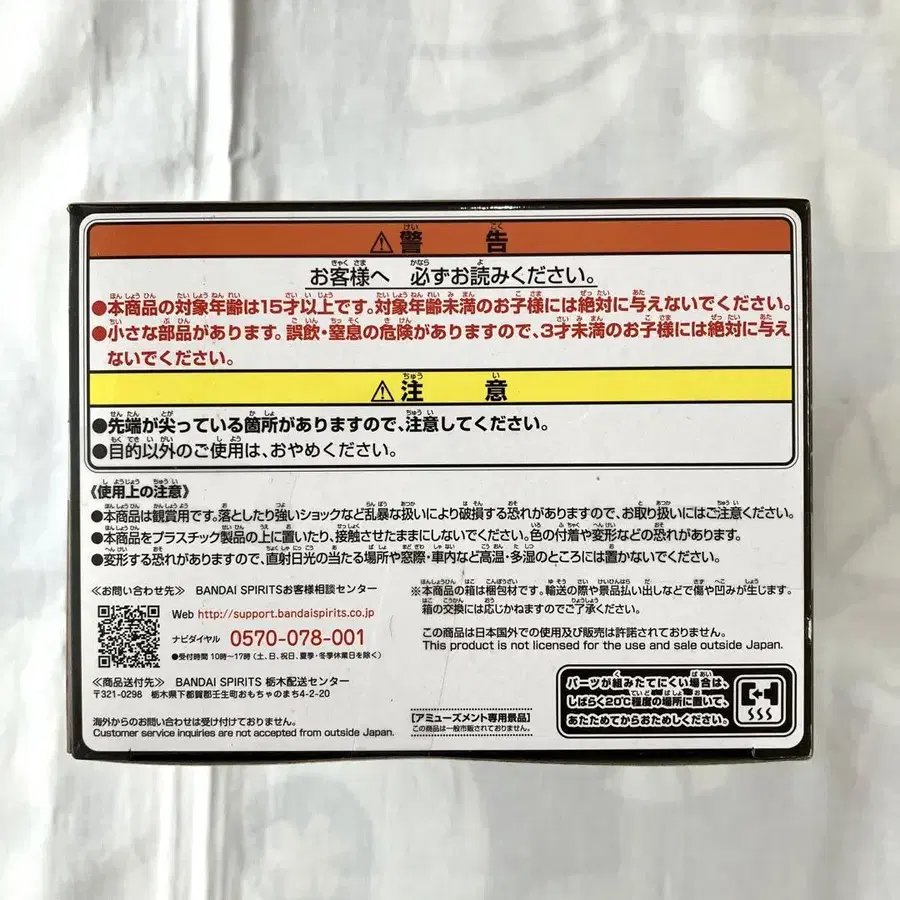 ⚠警告
お客様へ 必ずお読みください。
●本商品の対象年齢は15才以上です。対象年齢未満のお子様には絶対に与えないでください。
●小さな部品があります。誤飲・窒息の危険がありますので、3才未満のお子様には絶対に与え
ないでください。
⚠注意
●先端が尖っている箇所がありますので、注意してください。
●目的以外のご使用は、おやめください。
《使用上の注意》
●本商品は観賞用です。落としたり強いショックなど乱暴な扱いにより破損する恐れがありますので、お取り扱いにはご注意ください。
●本商品をプラスチック製品の上に置いたり、接触させたままにしないでください。色の付着や変形などの恐れがあります。
●変形する恐れがありますので、直射日光の当たる場所や窓際・車内など高温・多湿のところには置かないでください。
≪お問い合わせ先≫ BANDAI SPIRITSお客様相談センター
Web http://support.bandaispirits.co.jp
ナビダイヤル 0570-078-001
●受付時間 10時〜17時(土、日、祝日、夏季・冬季休業日を除く)
≪商品送付先≫ BANDAI SPIRITS 栃木配送センター
〒321-0298 栃木県下都賀郡壬生町おもちゃのまち4-2-20
海外からのお問い合わせは受け付けておりません。
Customer service inquiries are not accepted from outside Japan.
※本商品の箱は梱包材です。輸送の際や景品払い出しなどで傷や凹みが生じます。
箱の交換には応じかねますのでご了承ください。
この商品は日本国外での使用及び販売は許諾されておりません。
This product is not licensed for the use and sale outside Japan.
【アミューズメント専用景品】
この商品は一般市販されておりません。
パーツが組みたてにくい場合は、
しばらく20℃程度の場所に置いて、
あたためてからおためしください。